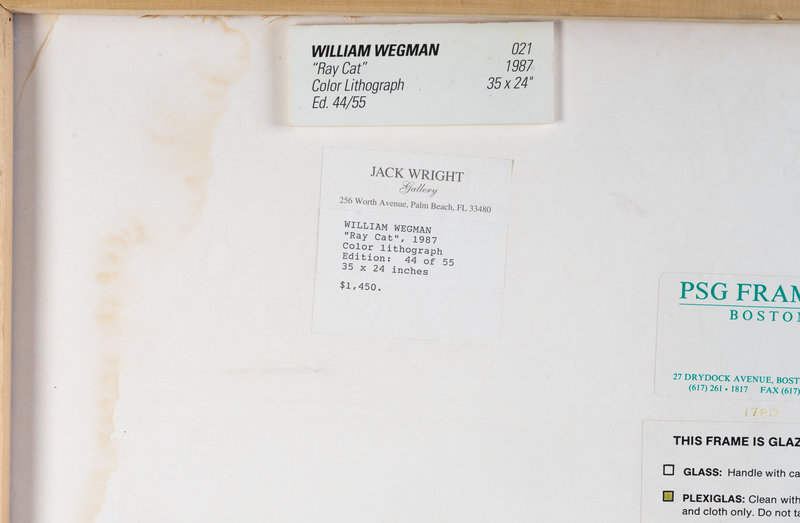 WILLIAM WEGMAN 021
"Ray Cat" 1987
Color Lithograph 35 x 24"
Ed. 44/55
JACK WRIGHT
Gallery
256 Worth Avenue, Palm Beach, FL 33480
WILLIAM WEGMAN
"Ray Cat", 1987
Color lithograph
Edition: 44 of 55
35 x 24 inches
$1,450.
PSG FRAM
BOSTON
27 DRYDOCK AVENUE, BOST
(617) 261 • 1817 FAX (617)
THIS FRAME IS GLAZ
GLASS: Handle with ca
PLEXIGLAS: Clean with
and cloth only. Do not ta